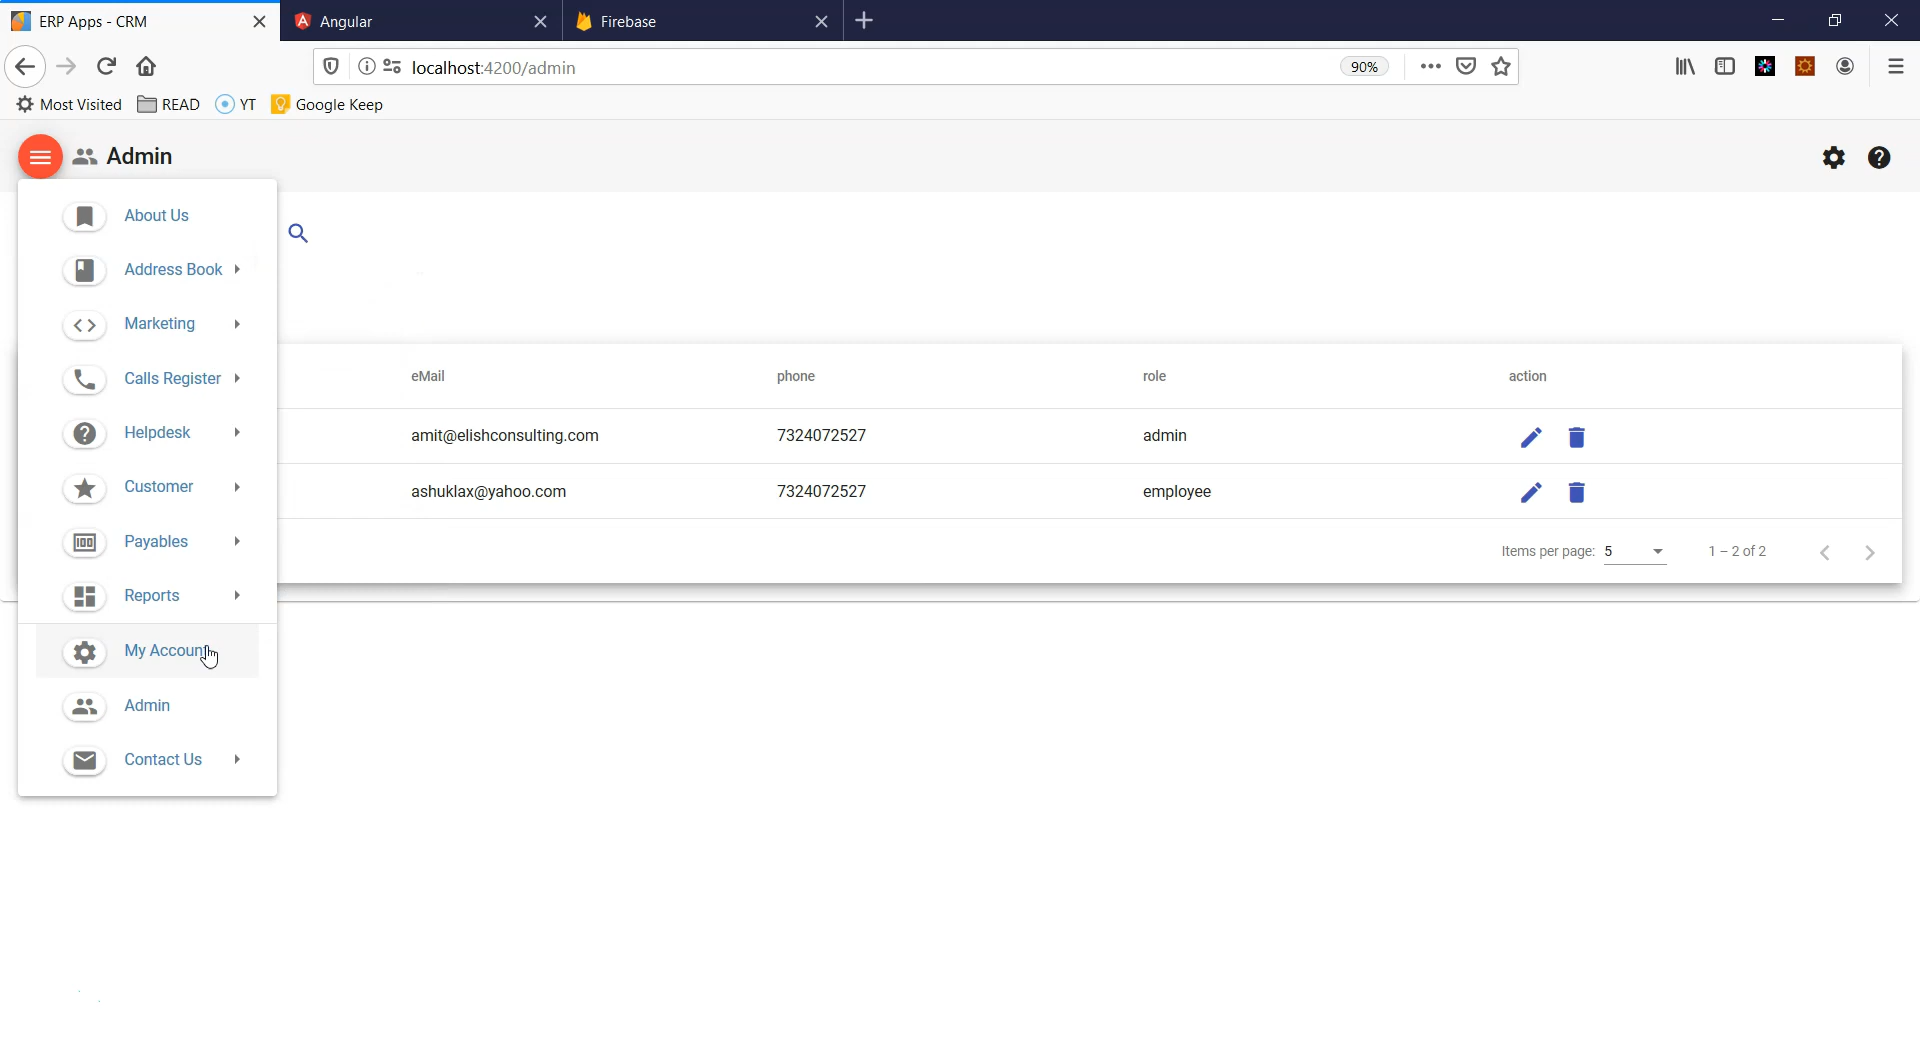 ERP Apps - CRM
Angular
Firebase
localhost:4200/admin
90%
Most Visited
READ
YT
Google Keep
Admin
About Us
Address Book
Marketing
Calls Register
Helpdesk
Customer
Payables
Reports
My Account
Admin
Contact Us
eMail phone role action
amit@elishconsulting.com 7324072527 admin
ashuklax@yahoo.com 7324072527 employee
Items per page: 5 1 – 2 of 2